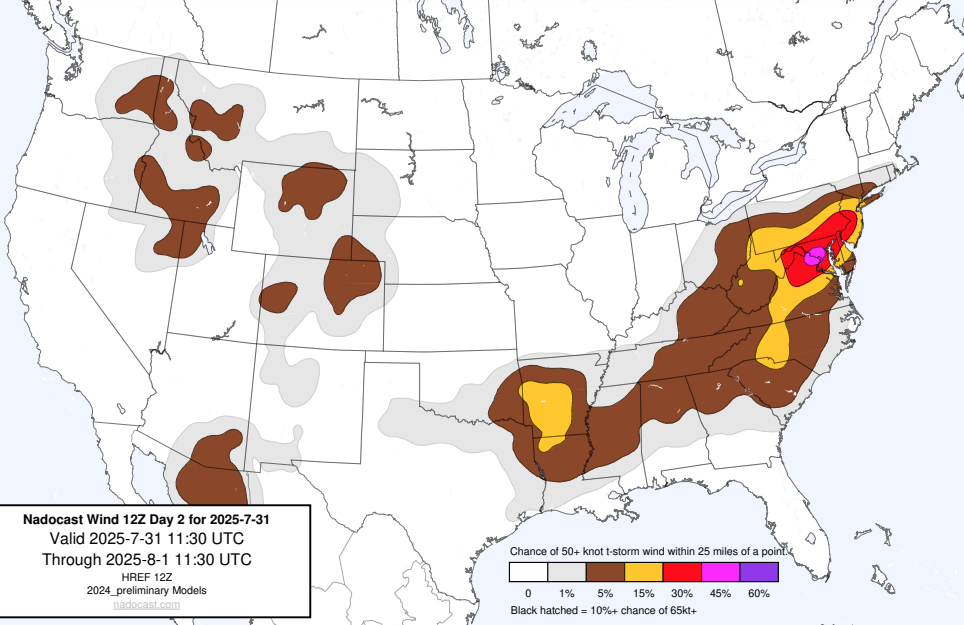 Nadocast Wind 12Z Day 2 for 2025-7-31
Valid 2025-7-31 11:30 UTC
Through 2025-8-1 11:30 UTC
HREF 12Z
2024_preliminary Models
nadocast.com
Chance of 50+ knot t-storm wind within 25 miles of a point.
0 1% 5% 15% 30% 45% 60%
Black hatched = 10%+ chance of 65kt+